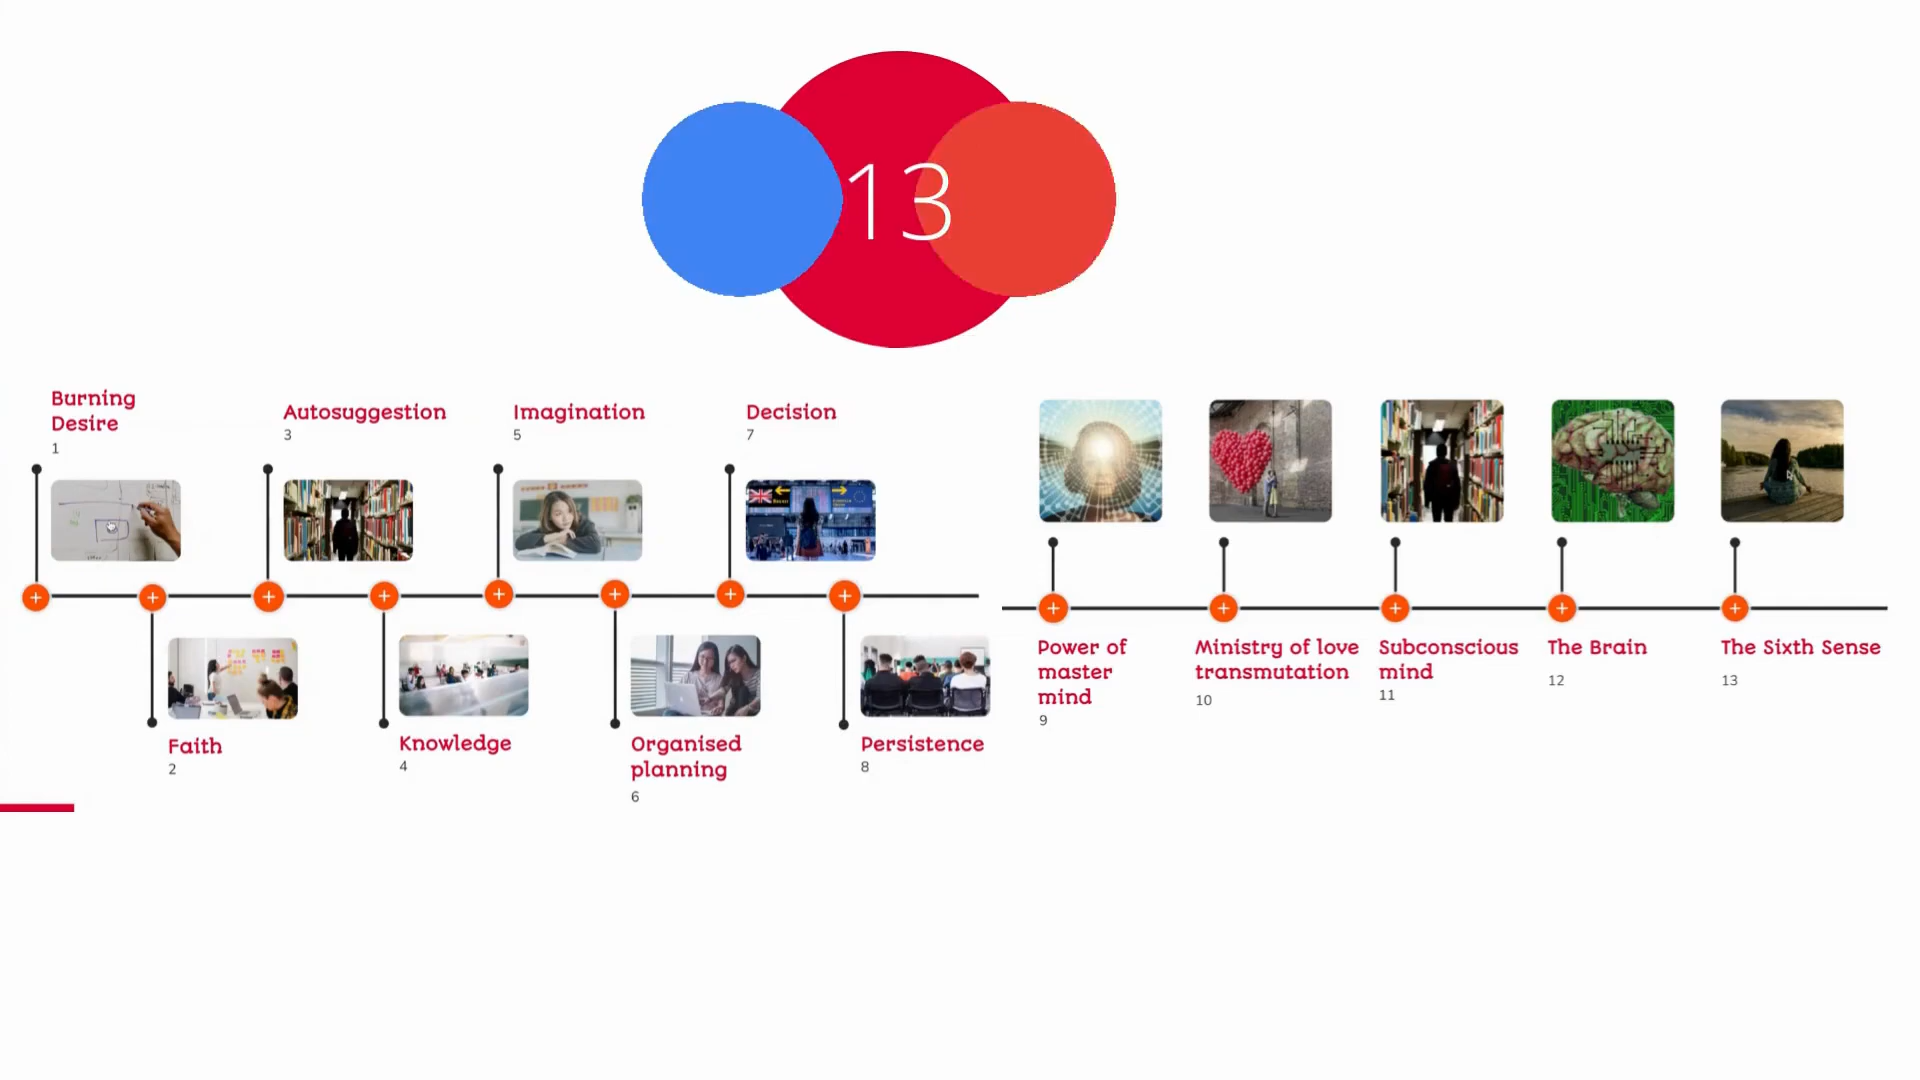 13
Burning
Desire
1
Faith
2
Autosuggestion
3
Knowledge
4
Imagination
5
Organised
planning
6
Decision
7
Persistence
8
Power of
master
mind
9
Ministry of love
transmutation
10
Subconscious
mind
11
The Brain
12
The Sixth Sense
13